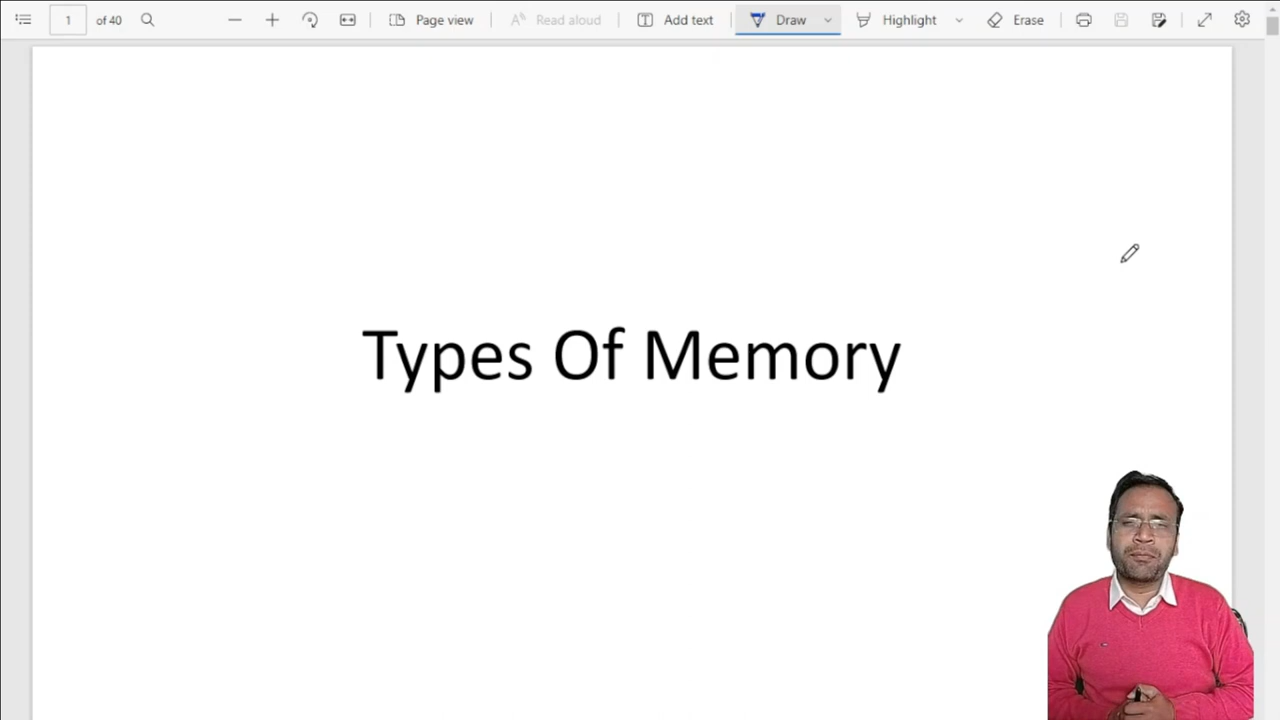 1 of 40 Page view Read aloud Add text Draw Highlight Erase
Types Of Memory